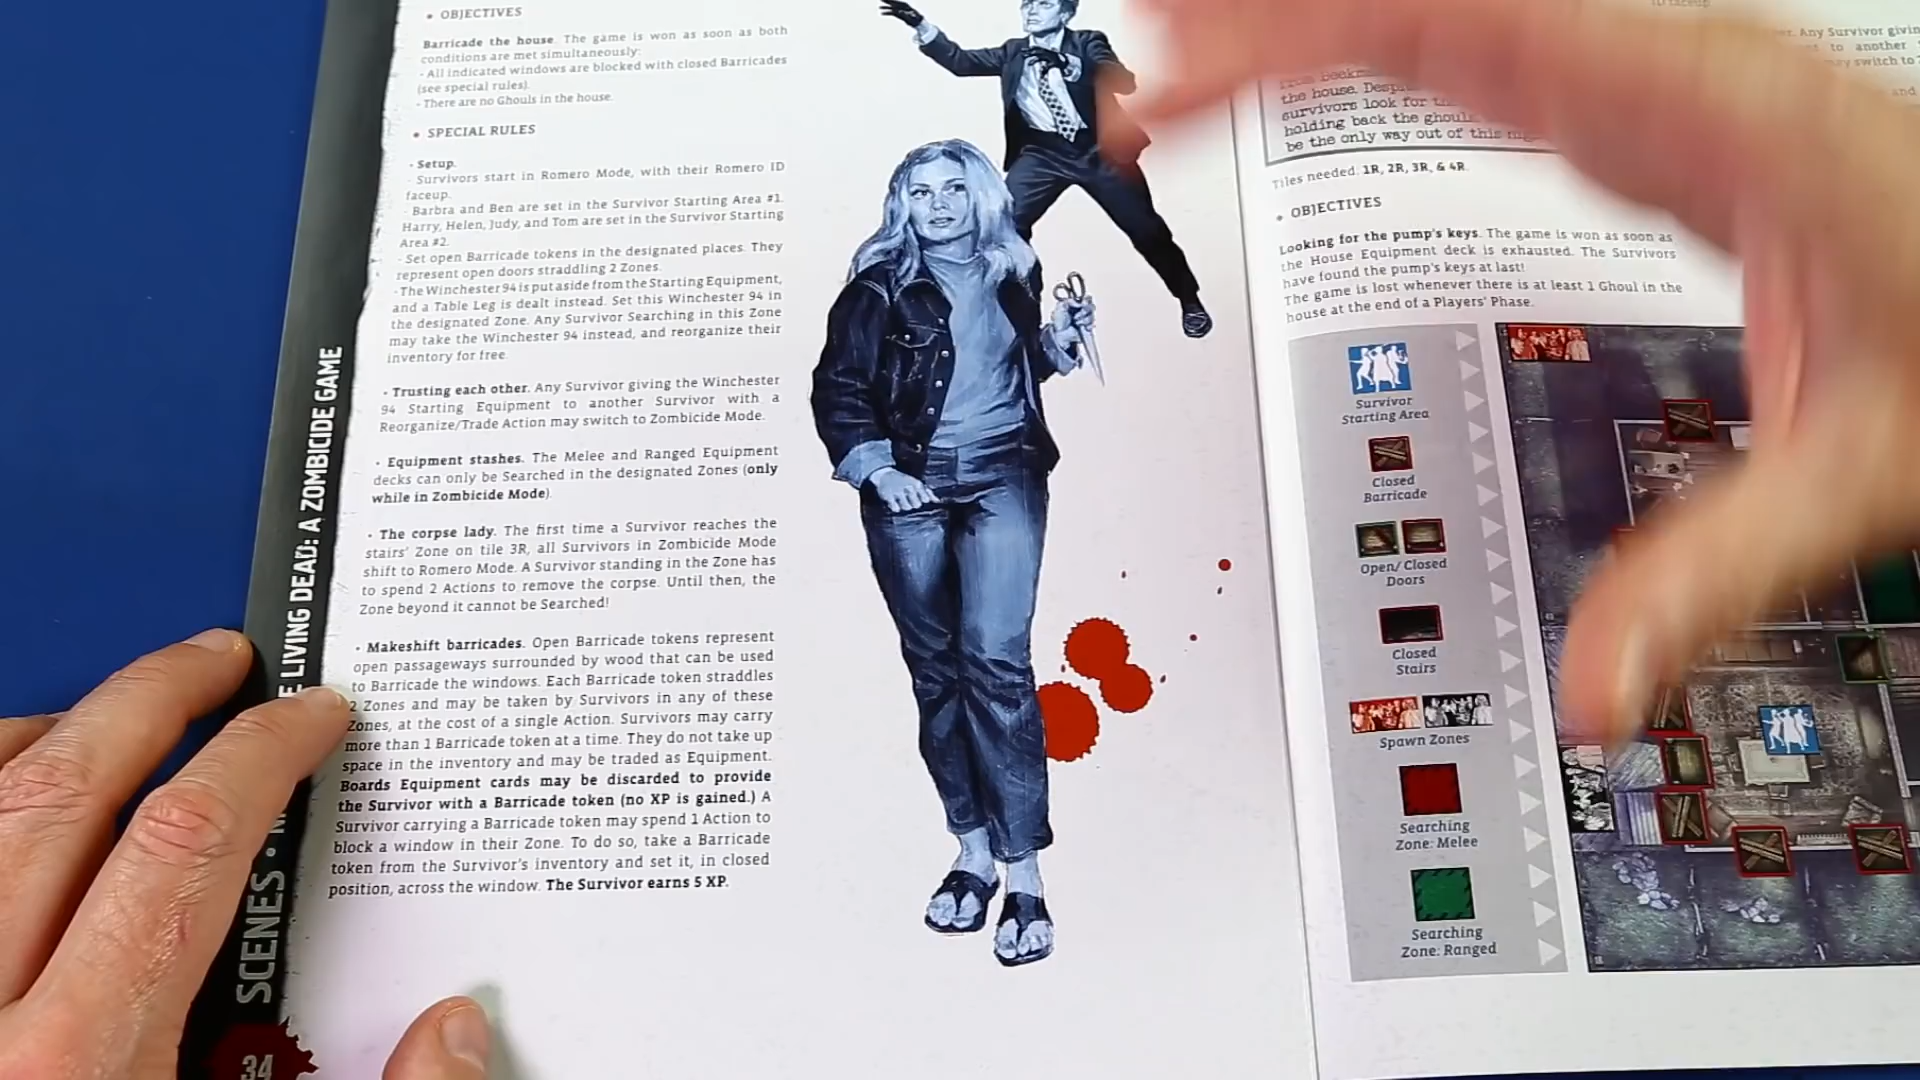 • OBJECTIVES
Barricade the house. The game is won as soon as both
conditions are met simultaneously:
- All indicated windows are blocked with closed Barricades
(see special rules).
- There are no Ghouls in the house.
• SPECIAL RULES
• Setup.
- Survivors start in Romero Mode, with their Romero ID
faceup.
- Barbra and Ben are set in the Survivor Starting Area #1.
Harry, Helen, Judy, and Tom are set in the Survivor Starting
Area #2.
- Set open Barricade tokens in the designated places. They
represent open doors straddling 2 Zones.
- The Winchester 94 is put aside from the Starting Equipment,
and a Table Leg is dealt instead. Set this Winchester 94 in
the designated Zone. Any Survivor Searching in this Zone
may take the Winchester 94 instead, and reorganize their
inventory for free.
• Trusting each other. Any Survivor giving the Winchester
94 Starting Equipment to another Survivor with a
Reorganize/Trade Action may switch to Zombicide Mode.
• Equipment stashes. The Melee and Ranged Equipment
decks can only be Searched in the designated Zones (only
while in Zombicide Mode).
• The corpse lady. The first time a Survivor reaches the
stairs' Zone on tile 3R, all Survivors in Zombicide Mode
shift to Romero Mode. A Survivor standing in the Zone has
to spend 2 Actions to remove the corpse. Until then, the
Zone beyond it cannot be Searched!
• Makeshift barricades. Open Barricade tokens represent
open passageways surrounded by wood that can be used
to Barricade the windows. Each Barricade token straddles
2 Zones and may be taken by Survivors in any of these
Zones, at the cost of a single Action. Survivors may carry
more than 1 Barricade token at a time. They do not take up
space in the inventory and may be traded as Equipment.
Boards Equipment cards may be discarded to provide
the Survivor with a Barricade token (no XP is gained.) A
Survivor carrying a Barricade token may spend 1 Action to
block a window in their Zone. To do so, take a Barricade
token from the Survivor's inventory and set it, in closed
position, across the window. The Survivor earns 5 XP.
SCENES •
LIVING DEAD: A ZOMBICIDE GAME
34
the house.
survivors look for
holding back the
be the only way out of this
Tiles needed: 1R, 2R, 3R, & 4R.
• OBJECTIVES
Looking for the pump's keys. The game is won as soon as
the House Equipment deck is exhausted. The Survivors
have found the pump's keys at last!
The game is lost whenever there is at least 1 Ghoul in the
house at the end of a Players' Phase.
Survivor
Starting Area
Closed
Barricade
Open/ Closed
Doors
Closed
Stairs
Spawn Zones
Searching
Zone: Melee
Searching
Zone: Ranged
Any Survivor
to another
switch to
and